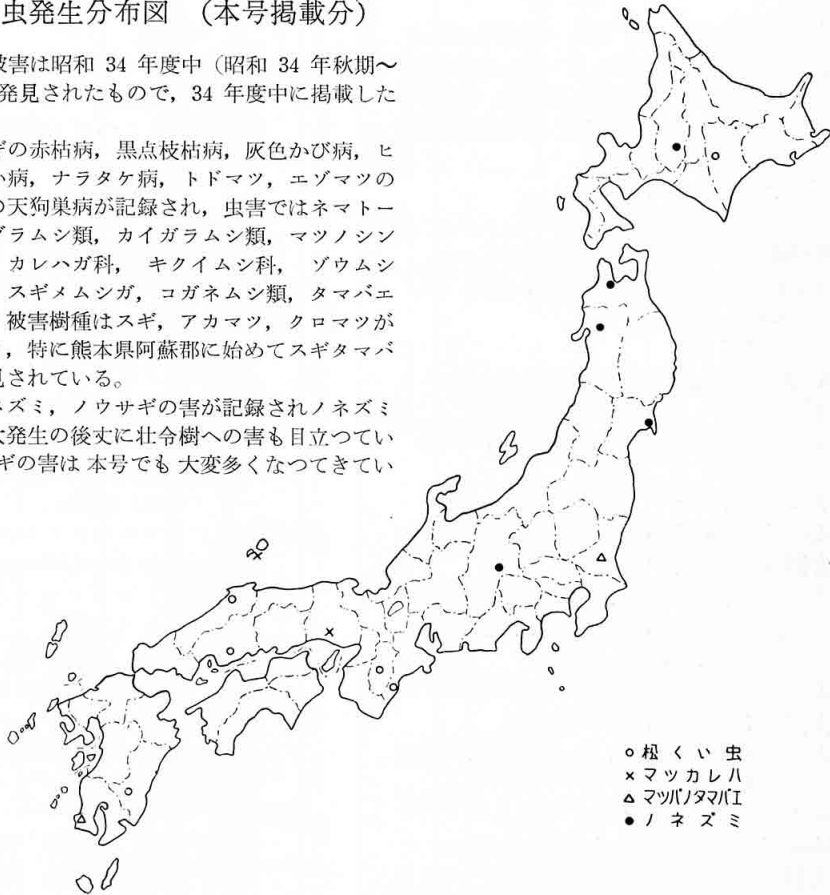 虫発生分布図　（本号掲載分）
被害は昭和 34 年度中（昭和 34 年秋期～
発見されたもので，34 年度中に掲載した
ギの赤枯病，黒点枝枯病，灰色かび病，ヒ
い病，ナラタケ病，トドマツ，エゾマツの
の天狗巣病が記録され，虫害ではネマトー
ブラムシ類，カイガラムシ類，マツノシン
カレハガ科，キクイムシ科，ゾウムシ
スギメムシガ，コガネムシ類，タマバエ
被害樹種はスギ，アカマツ，クロマツが
，特に熊本県阿蘇郡に始めてスギタマバ
見されている。
ネズミ，ノウサギの害が記録されノネズミ
大発生の後丈に壮令樹への害も目立つてい
ギの害は 本号でも 大変多くなつてきてい
○ 松くい虫
× マツカレハ
△ マツバノタマバエ
● ノネズミ